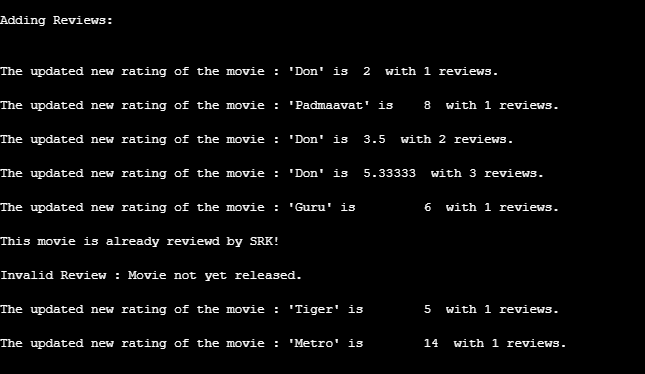 Adding Reviews:
The updated new rating of the movie : 'Don' is  2  with 1 reviews.
The updated new rating of the movie : 'Padmaavat' is    8  with 1 reviews.
The updated new rating of the movie : 'Don' is  3.5  with 2 reviews.
The updated new rating of the movie : 'Don' is  5.33333  with 3 reviews.
The updated new rating of the movie : 'Guru' is         6  with 1 reviews.
This movie is already reviewd by SRK!
Invalid Review : Movie not yet released.
The updated new rating of the movie : 'Tiger' is        5  with 1 reviews.
The updated new rating of the movie : 'Metro' is        14  with 1 reviews.